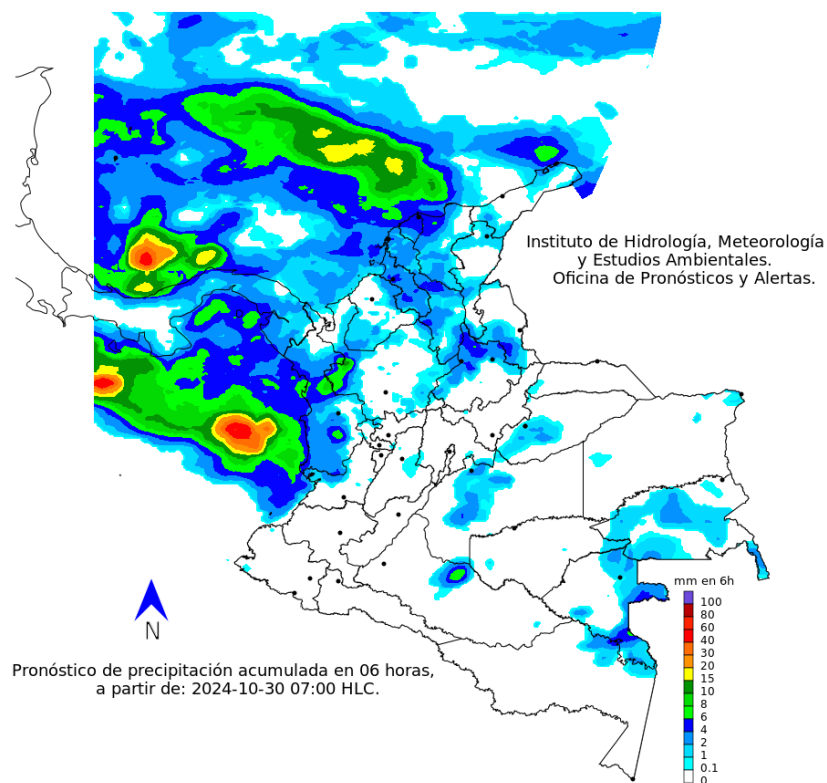 Instituto de Hidrología, Meteorología
y Estudios Ambientales.
Oficina de Pronósticos y Alertas.
N
Pronóstico de precipitación acumulada en 06 horas,
a partir de: 2024-10-30 07:00 HLC.
mm en 6h
100
80
60
40
30
20
15
10
8
6
4
2
1
0.1
0